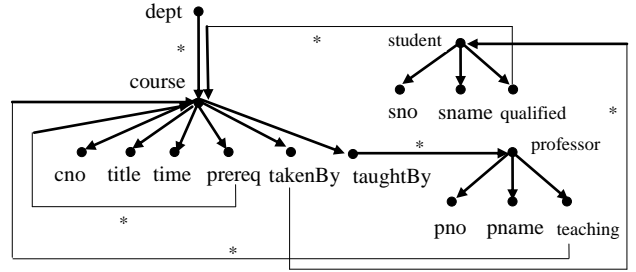 dept
*
*
student
course
sno sname qualified
*
professor
*
cno title time prereq takenBy taughtBy
*
pno pname teaching
*